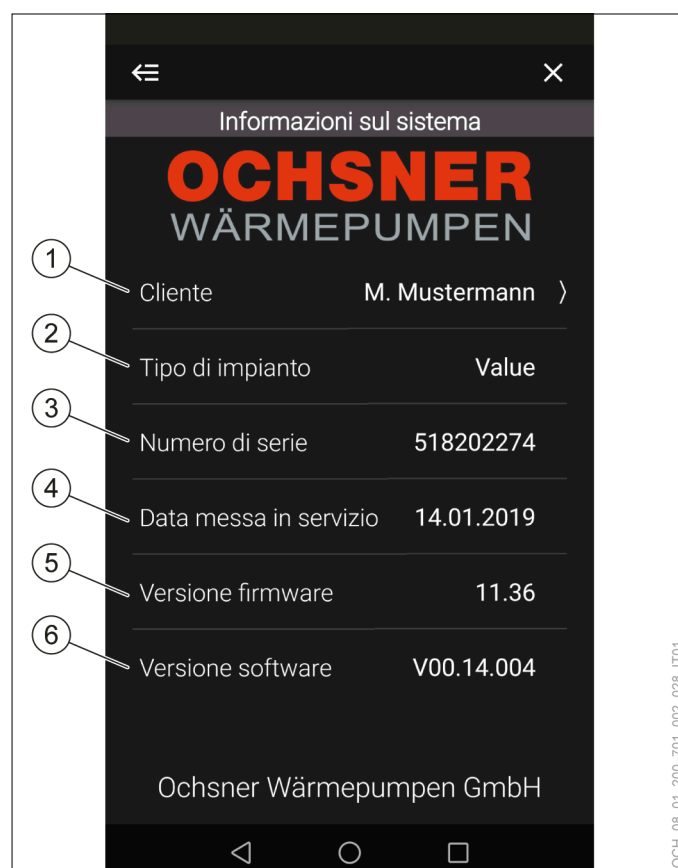 Informazioni sul sistema
OCHSNER
WÄRMEPUMPEN
1
Cliente M. Mustermann
2
Tipo di impianto Value
3
Numero di serie 518202274
4
Data messa in servizio 14.01.2019
5
Versione firmware 11.36
6
Versione software V00.14.004
Ochsner Wärmepumpen GmbH
OCH_08_01_200_701_002_028_IT01